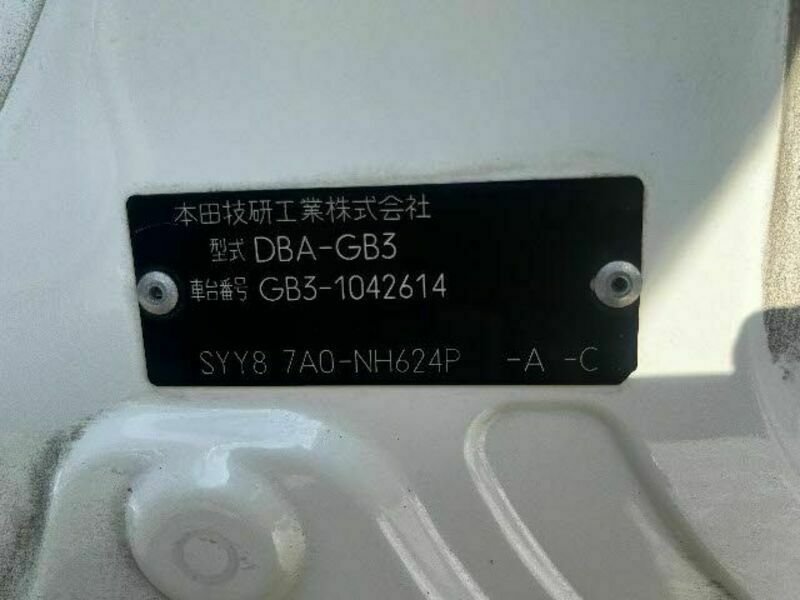 本田技研工業株式会社
型式 DBA-GB3
車台番号 GB3-1042614
SYY8 7A0-NH624P -A -C